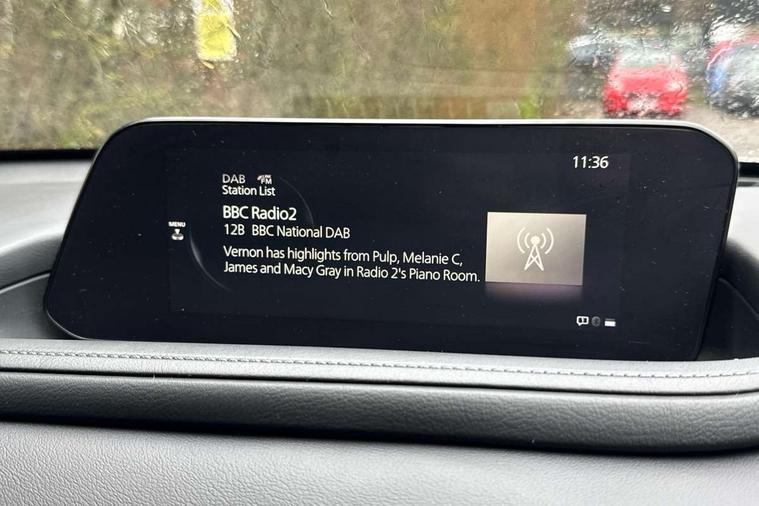 11:36
DAB FM
Station List
BBC Radio2
12B BBC National DAB
MENU
Vernon has highlights from Pulp, Melanie C,
James and Macy Gray in Radio 2's Piano Room.